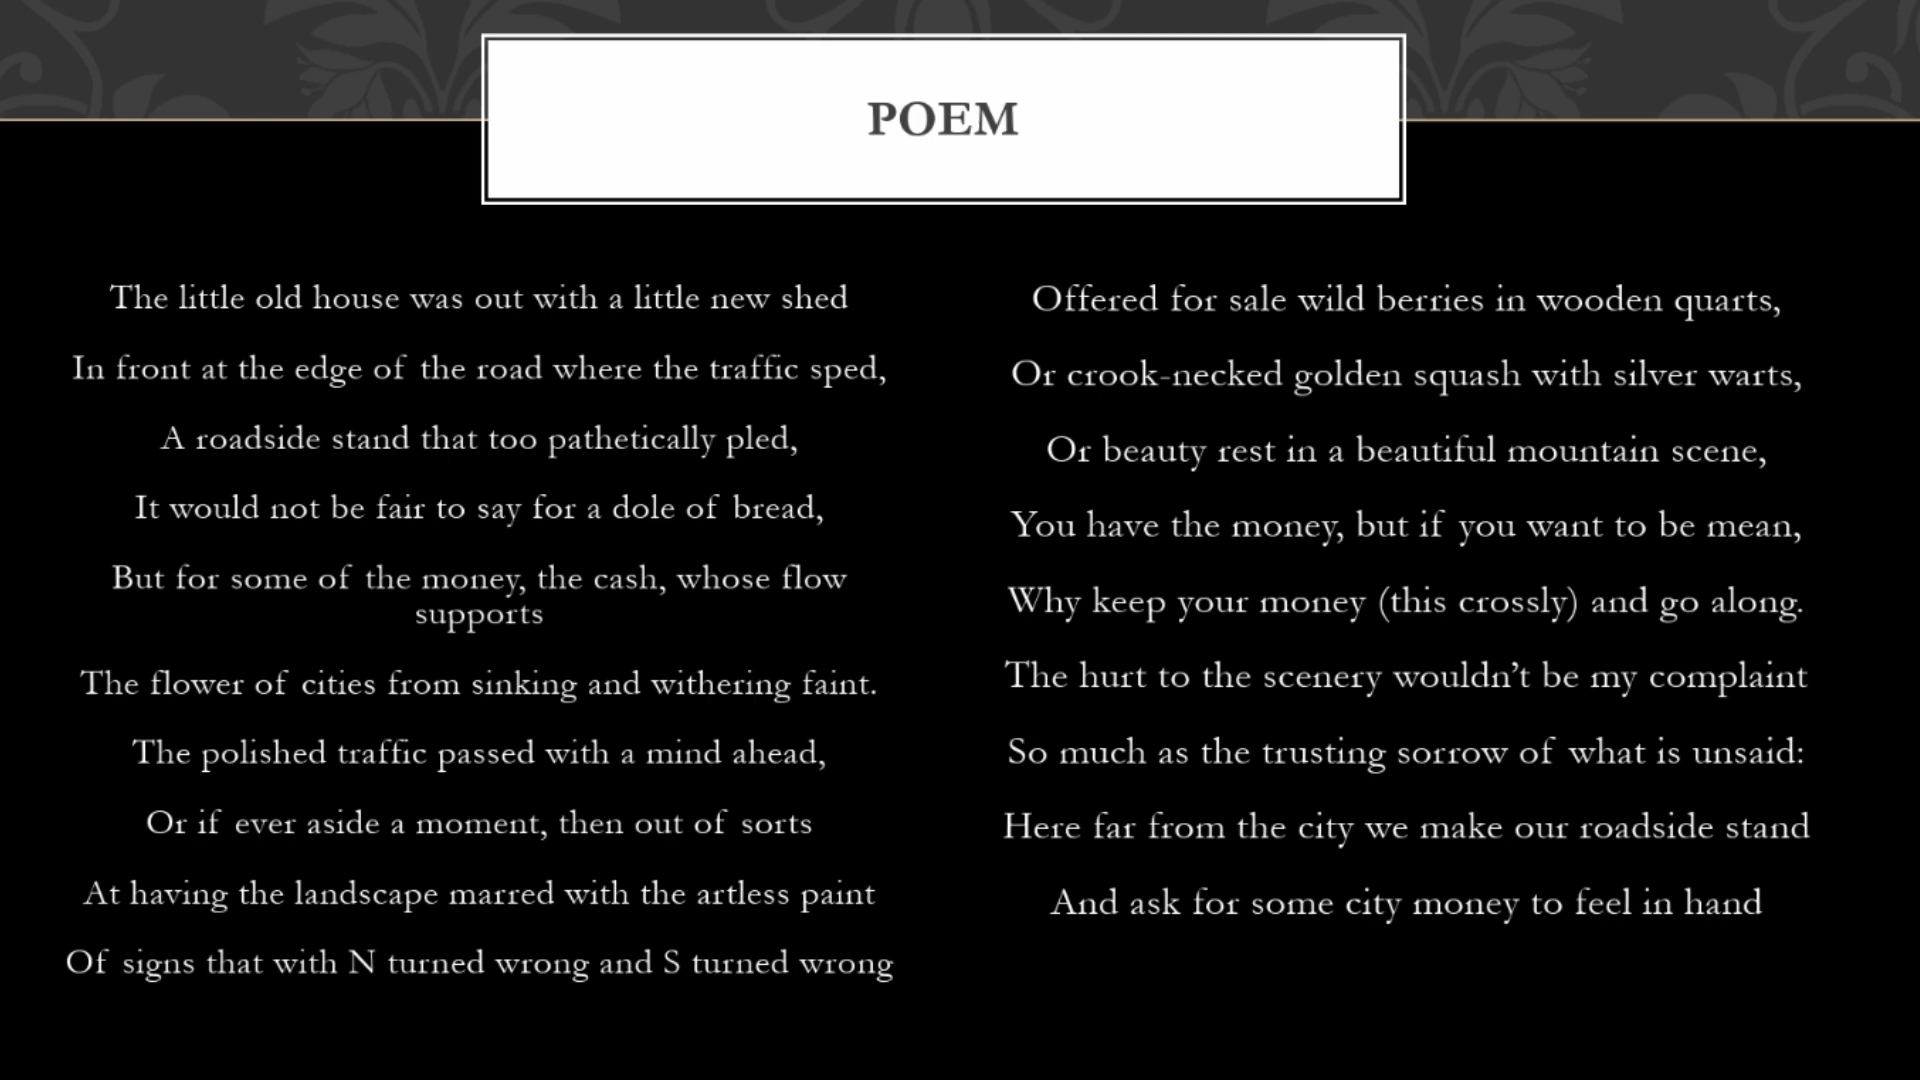 POEM
The little old house was out with a little new shed
In front at the edge of the road where the traffic sped,
A roadside stand that too pathetically pled,
It would not be fair to say for a dole of bread,
But for some of the money, the cash, whose flow
supports
The flower of cities from sinking and withering faint.
The polished traffic passed with a mind ahead,
Or if ever aside a moment, then out of sorts
At having the landscape marred with the artless paint
Of signs that with N turned wrong and S turned wrong
Offered for sale wild berries in wooden quarts,
Or crook-necked golden squash with silver warts,
Or beauty rest in a beautiful mountain scene,
You have the money, but if you want to be mean,
Why keep your money (this crossly) and go along.
The hurt to the scenery wouldn’t be my complaint
So much as the trusting sorrow of what is unsaid:
Here far from the city we make our roadside stand
And ask for some city money to feel in hand